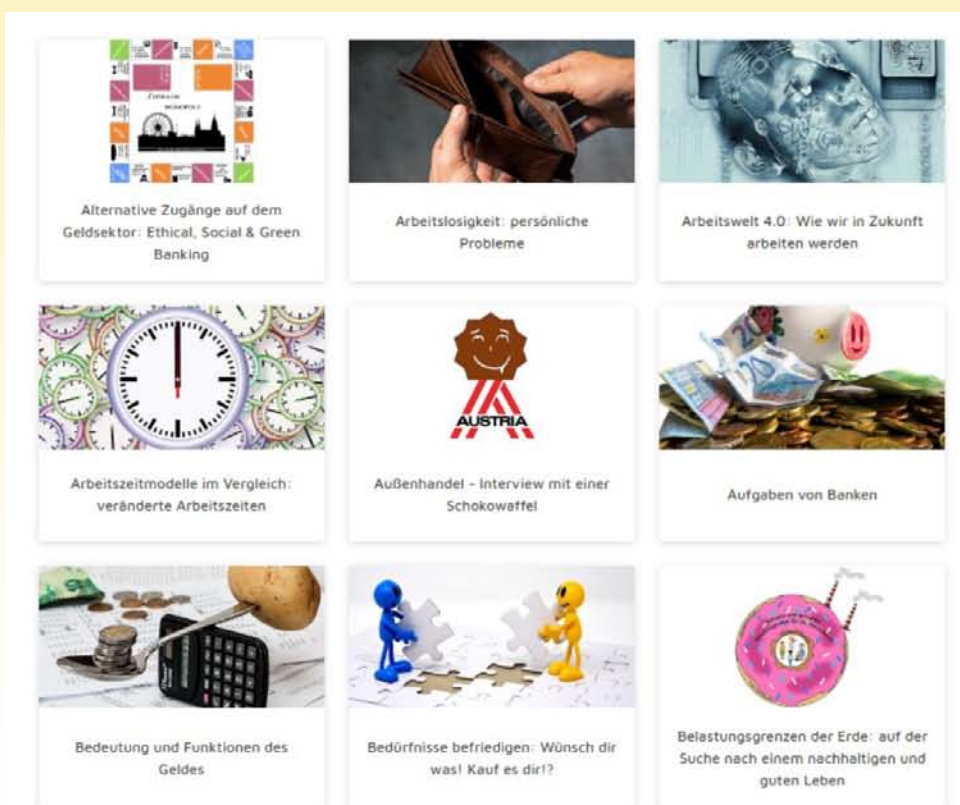 MONOPOLY
Alternative Zugänge auf dem
Geldsektor: Ethical, Social & Green
Banking
Arbeitslosigkeit: persönliche
Probleme
Arbeitswelt 4.0: Wie wir in Zukunft
arbeiten werden
Arbeitszeitmodelle im Vergleich:
veränderte Arbeitszeiten
AUSTRIA
Außenhandel - Interview mit einer
Schokowaffel
20
Aufgaben von Banken
Bedeutung und Funktionen des
Geldes
Bedürfnisse befriedigen: Wünsch dir
was! Kauf es dir!?
Belastungsgrenzen der Erde: auf der
Suche nach einem nachhaltigen und
guten Leben